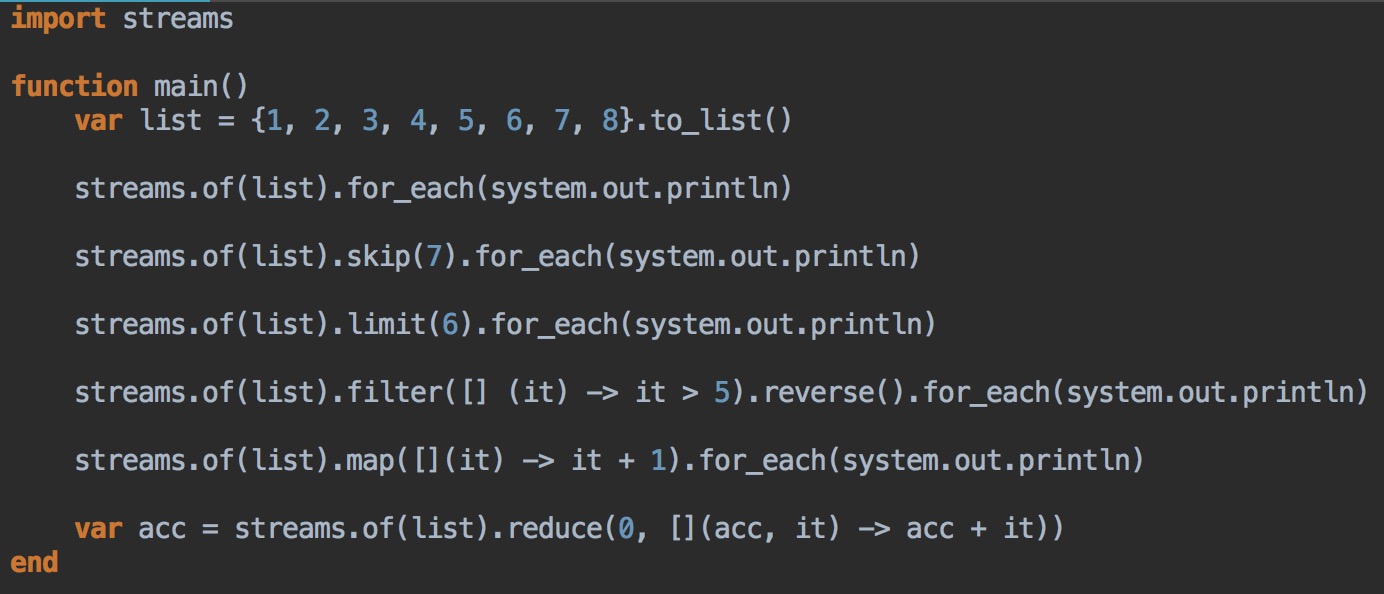 import streams
function main()
    var list = {1, 2, 3, 4, 5, 6, 7, 8}.to_list()
    streams.of(list).for_each(system.out.println)
    streams.of(list).skip(7).for_each(system.out.println)
    streams.of(list).limit(6).for_each(system.out.println)
    streams.of(list).filter([] (it) -> it > 5).reverse().for_each(system.out.println)
    streams.of(list).map([](it) -> it + 1).for_each(system.out.println)
    var acc = streams.of(list).reduce(0, [](acc, it) -> acc + it))
end